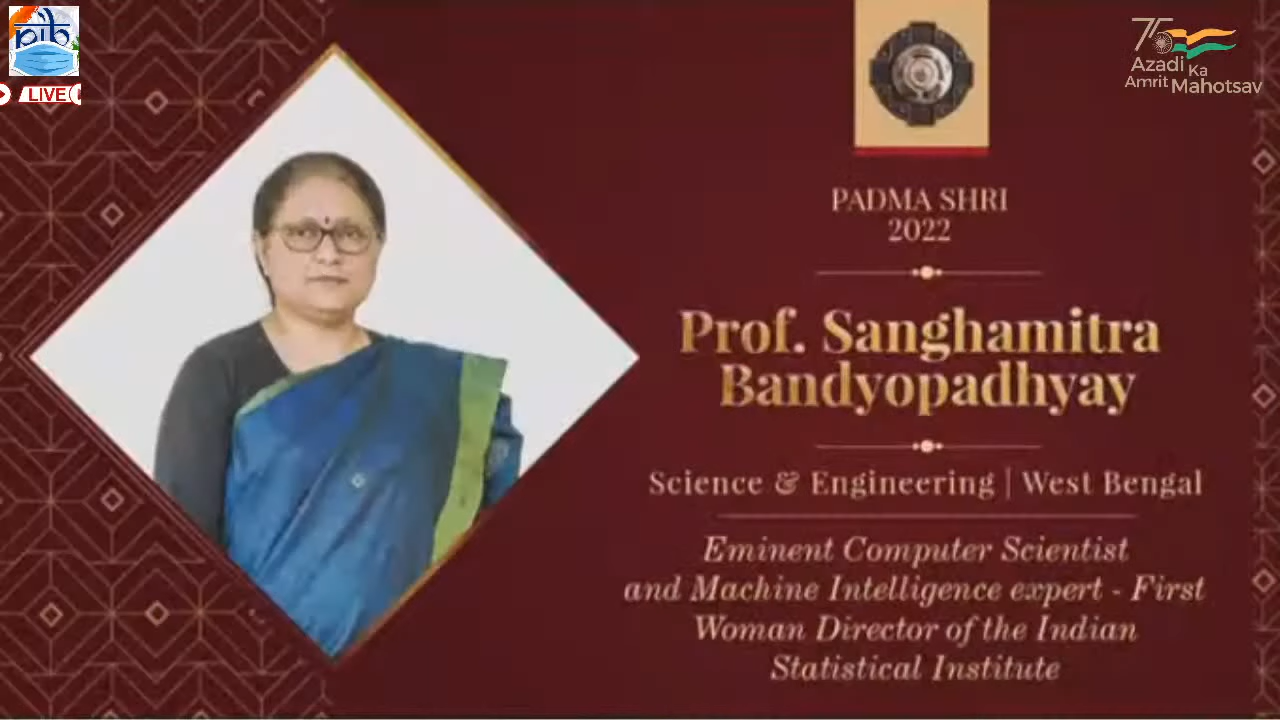 pib
LIVE
75
Azadi
Ka
Amrit Mahotsav
PADMA SHRI
2022
Prof. Sanghamitra
Bandyopadhyay
Science & Engineering | West Bengal
Eminent Computer Scientist
and Machine Intelligence expert - First
Woman Director of the Indian
Statistical Institute